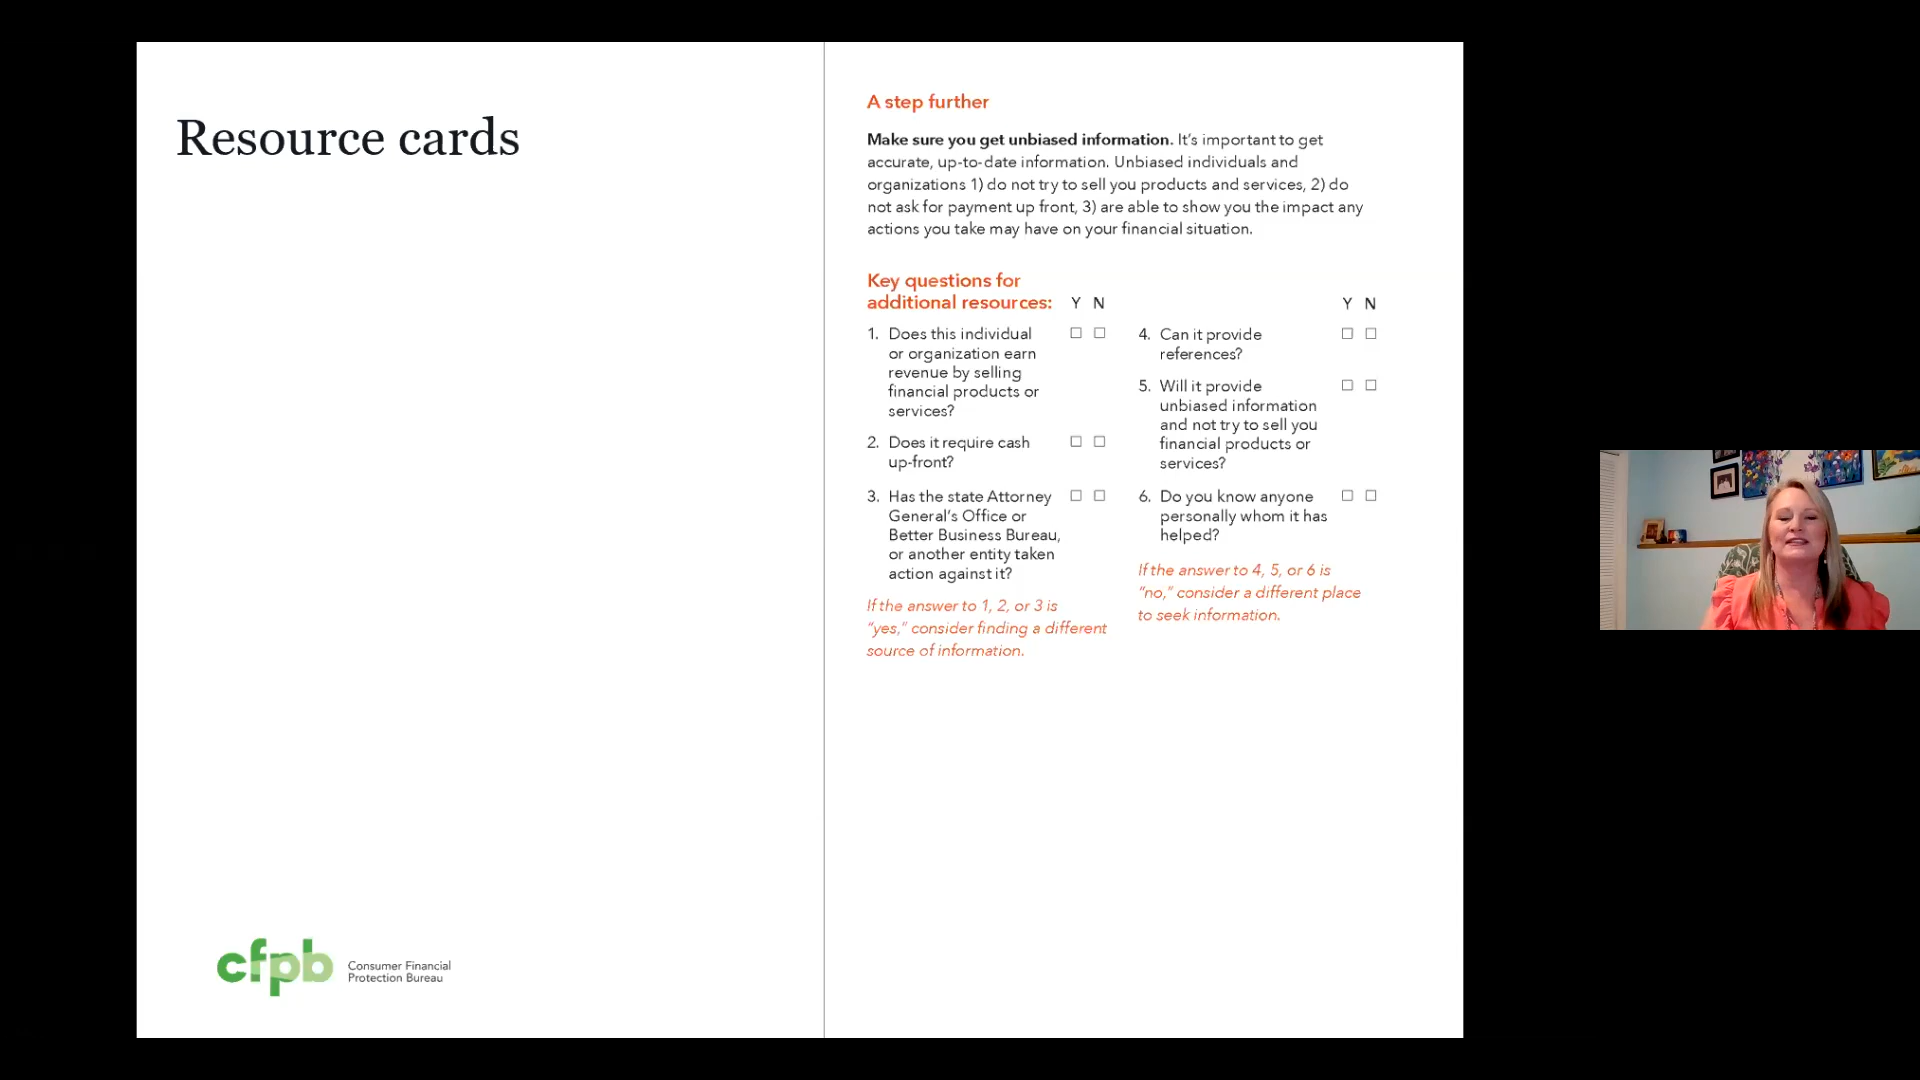 Resource cards
A step further
Make sure you get unbiased information. It's important to get
accurate, up-to-date information. Unbiased individuals and
organizations 1) do not try to sell you products and services, 2) do
not ask for payment up front, 3) are able to show you the impact any
actions you take may have on your financial situation.
Key questions for
additional resources: Y N
1. Does this individual
or organization earn
revenue by selling
financial products or
services?
2. Does it require cash
up-front?
3. Has the state Attorney
General's Office or
Better Business Bureau,
or another entity taken
action against it?
If the answer to 1, 2, or 3 is
"yes," consider finding a different
source of information.
Y N
4. Can it provide
references?
5. Will it provide
unbiased information
and not try to sell you
financial products or
services?
6. Do you know anyone
personally whom it has
helped?
If the answer to 4, 5, or 6 is
"no," consider a different place
to seek information.
cfpb
Consumer Financial
Protection Bureau